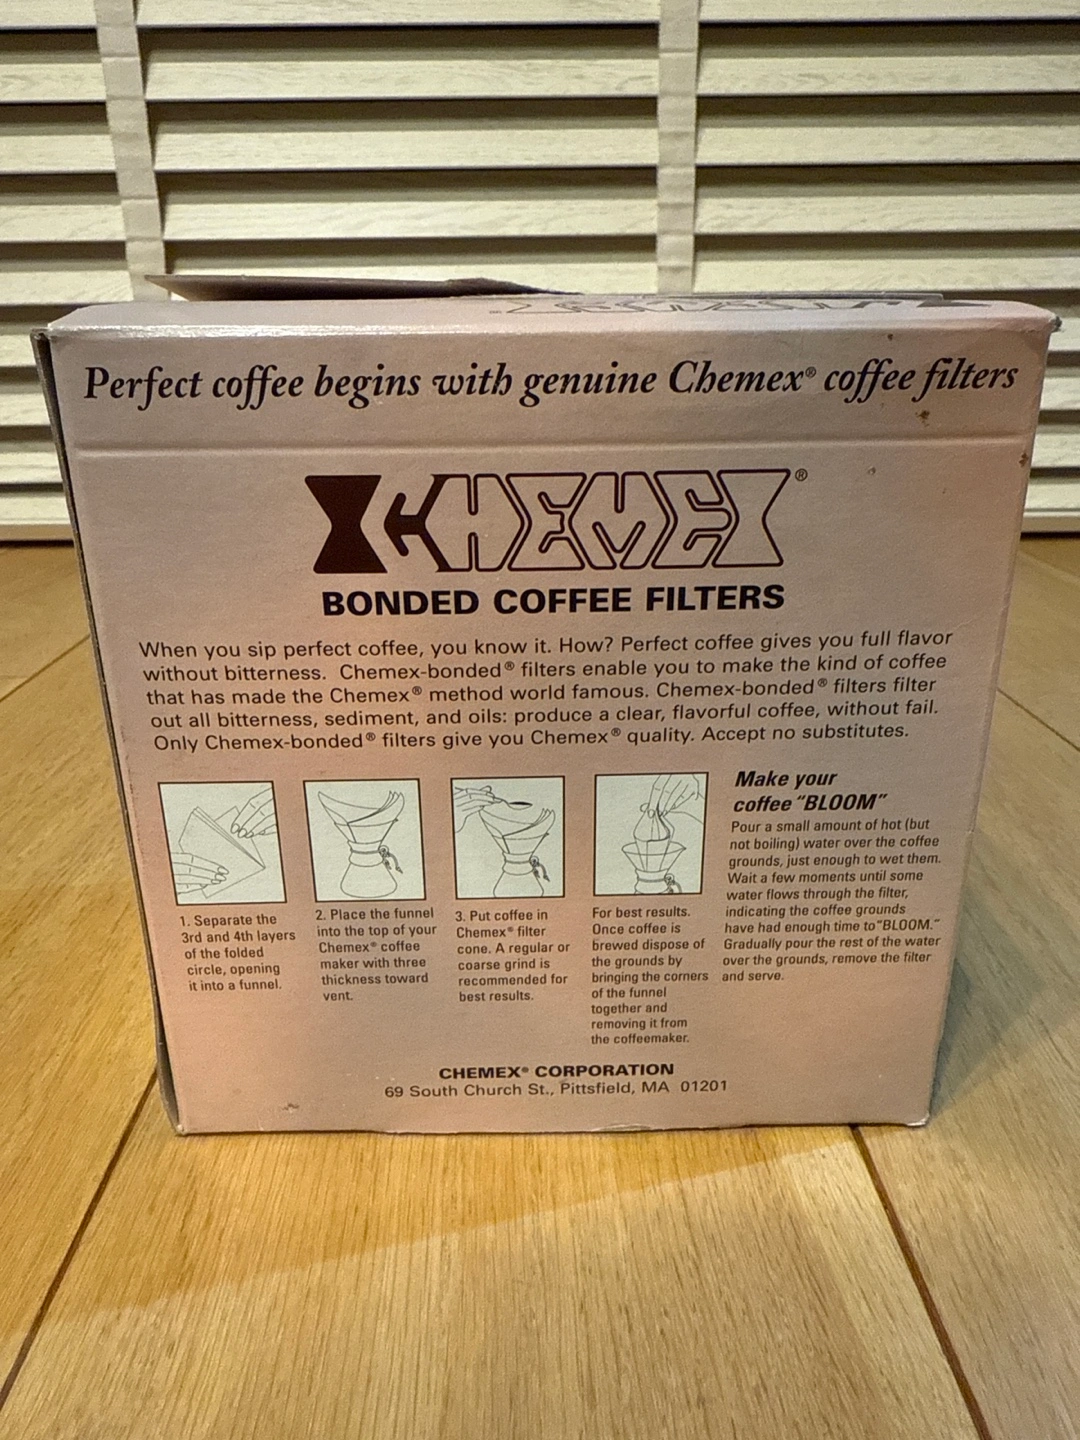 Perfect coffee begins with genuine Chemex® coffee filters
CHEMEX®
BONDED COFFEE FILTERS
When you sip perfect coffee, you know it. How? Perfect coffee gives you full flavor
without bitterness. Chemex-bonded® filters enable you to make the kind of coffee
that has made the Chemex® method world famous. Chemex-bonded® filters filter
out all bitterness, sediment, and oils: produce a clear, flavorful coffee, without fail.
Only Chemex-bonded® filters give you Chemex® quality. Accept no substitutes.
1. Separate the
3rd and 4th layers
of the folded
circle, opening
it into a funnel.
2. Place the funnel
into the top of your
Chemex® coffee
maker with three
thickness toward
vent.
3. Put coffee in
Chemex® filter
cone. A regular or
coarse grind is
recommended for
best results.
For best results.
Once coffee is
brewed dispose of
the grounds by
bringing the corners
of the funnel
together and
removing it from
the coffeemaker.
Make your
coffee "BLOOM"
Pour a small amount of hot (but
not boiling) water over the coffee
grounds, just enough to wet them.
Wait a few moments until some
water flows through the filter,
indicating the coffee grounds
have had enough time to "BLOOM."
Gradually pour the rest of the water
over the grounds, remove the filter
and serve.
CHEMEX® CORPORATION
69 South Church St., Pittsfield, MA 01201